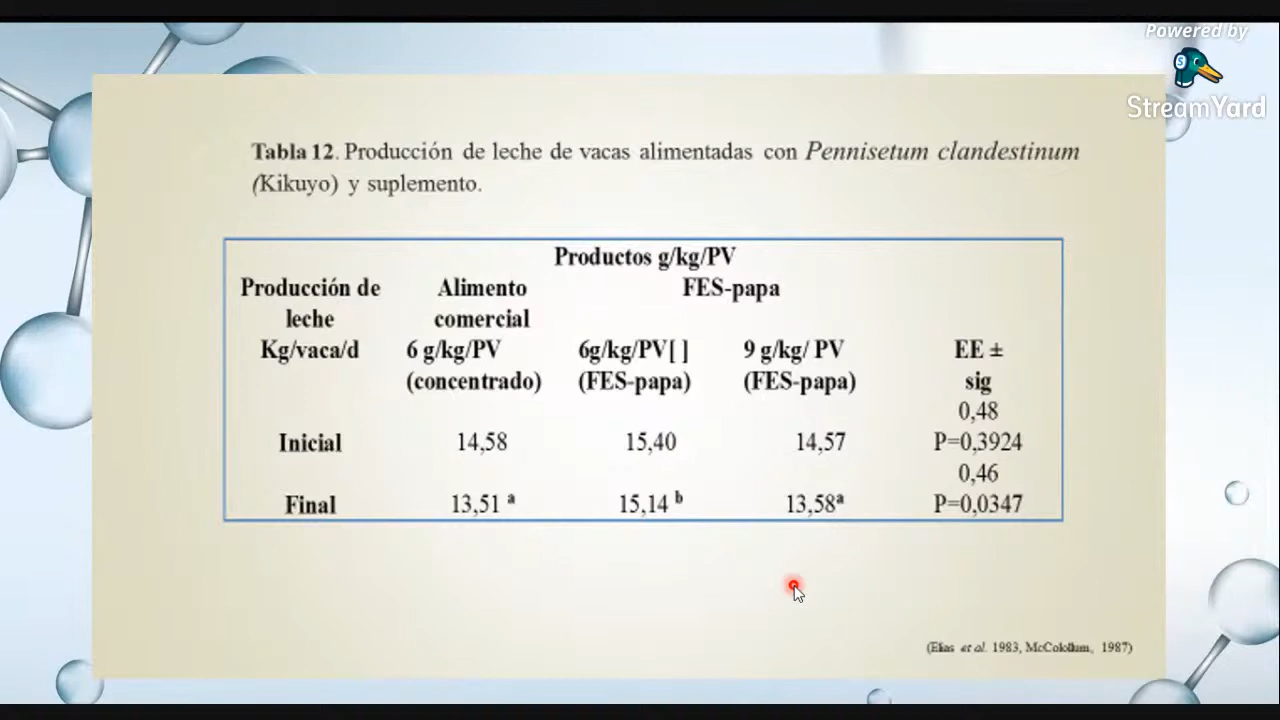 Powered by
StreamYard
Tabla 12. Producción de leche de vacas alimentadas con Pennisetum clandestinum
(Kikuyo) y suplemento.
Productos g/kg/PV
Producción de Alimento FES-papa
leche comercial
Kg/vaca/d 6 g/kg/PV 6g/kg/PV[ ] 9 g/kg/ PV EE ±
(concentrado) (FES-papa) (FES-papa) sig
0,48
Inicial 14,58 15,40 14,57 P=0,3924
0,46
Final 13,51 a 15,14 b 13,58a P=0,0347
(Elias et al. 1983, McCollum, 1987)